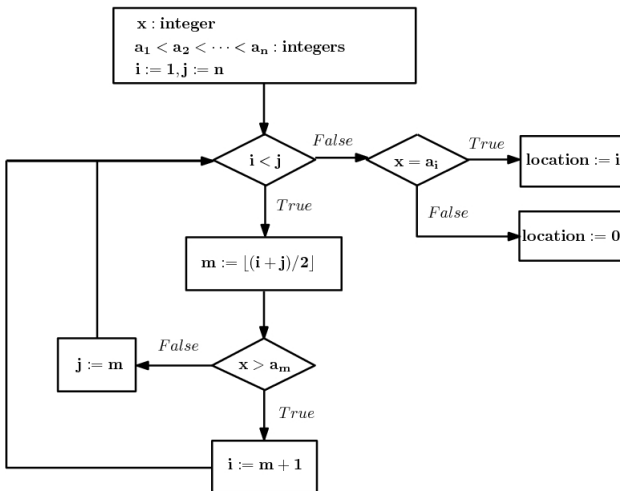 x : integer
a₁ < a₂ < ⋯ < aₙ : integers
i := 1, j := n
i < j
False
x = aᵢ
True
location := i
True
False
location := 0
m := ⌊(i + j)/2⌋
j := m
False
x > aₘ
True
i := m + 1